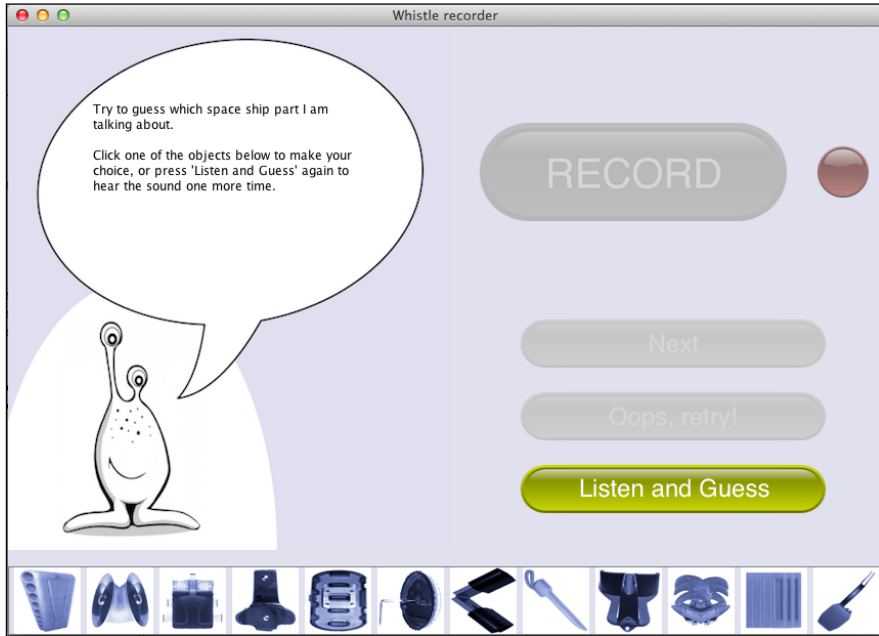 Whistle recorder
Try to guess which space ship part I am
talking about.
Click one of the objects below to make your
choice, or press 'Listen and Guess' again to
hear the sound one more time.
RECORD
Next
Oops, retry!
Listen and Guess